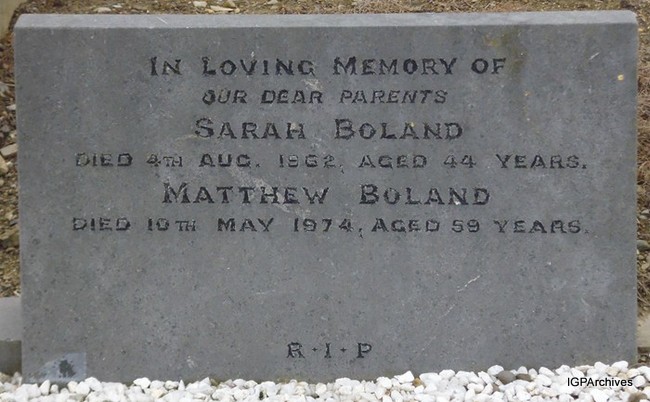 IN LOVING MEMORY OF
OUR DEAR PARENTS
SARAH BOLAND
DIED 4TH AUG. 1962, AGED 44 YEARS.
MATTHEW BOLAND
DIED 10TH MAY 1974, AGED 59 YEARS.
R·I·P
IGPArchives